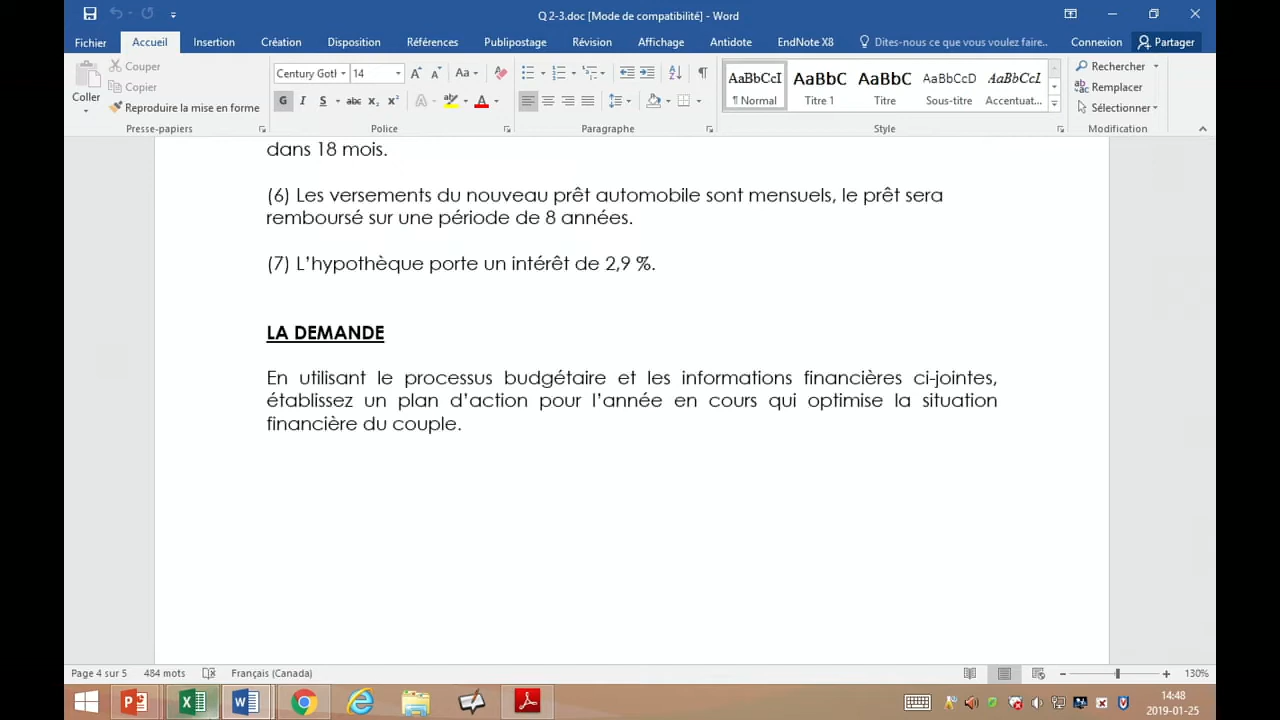 Q 2-3.doc [Mode de compatibilité] - Word
Fichier Accueil Insertion Création Disposition Références Publipostage Révision Affichage Antidote EndNote X8 Dites-nous ce que vous voulez faire.. Connexion Partager
Coller
Couper
Copier
Reproduire la mise en forme
Century Gotl 14
G I S abc x₂ x²
AaBbCcI AaBbC AaBbC AaBbCcD AaBbCcI
¶ Normal Titre 1 Titre Sous-titre Accentuat...
Rechercher
Remplacer
Sélectionner
Presse-papiers Police Paragraphe Style Modification
dans 18 mois.
(6) Les versements du nouveau prêt automobile sont mensuels, le prêt sera
remboursé sur une période de 8 années.
(7) L’hypothèque porte un intérêt de 2,9 %.
LA DEMANDE
En utilisant le processus budgétaire et les informations financières ci-jointes,
établissez un plan d’action pour l’année en cours qui optimise la situation
financière du couple.
Page 4 sur 5 484 mots Français (Canada) 130%
14:48
2019-01-25